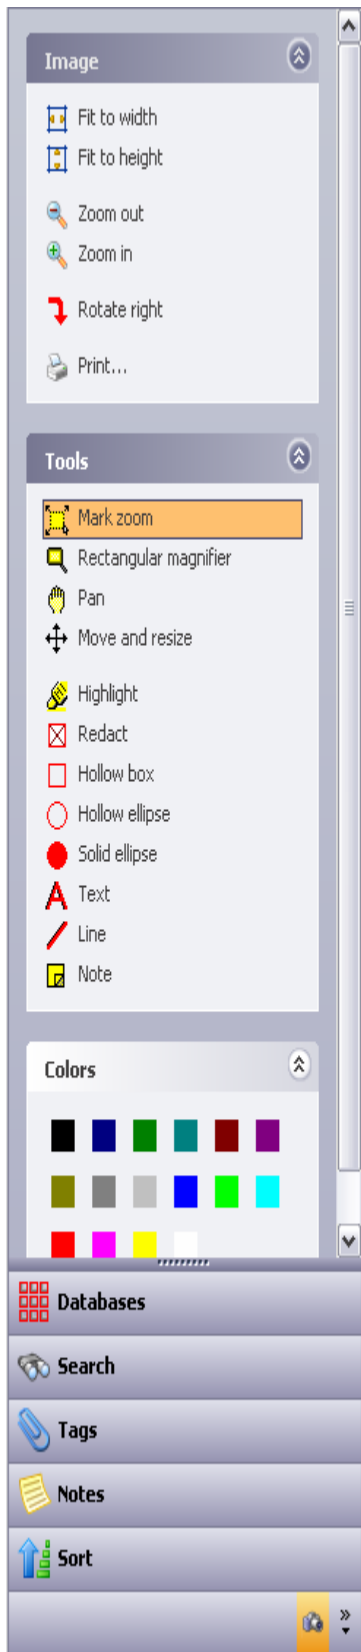 Image
Fit to width
Fit to height
Zoom out
Zoom in
Rotate right
Print...
Tools
Mark zoom
Rectangular magnifier
Pan
Move and resize
Highlight
Redact
Hollow box
Hollow ellipse
Solid ellipse
Text
Line
Note
Colors
Databases
Search
Tags
Notes
Sort